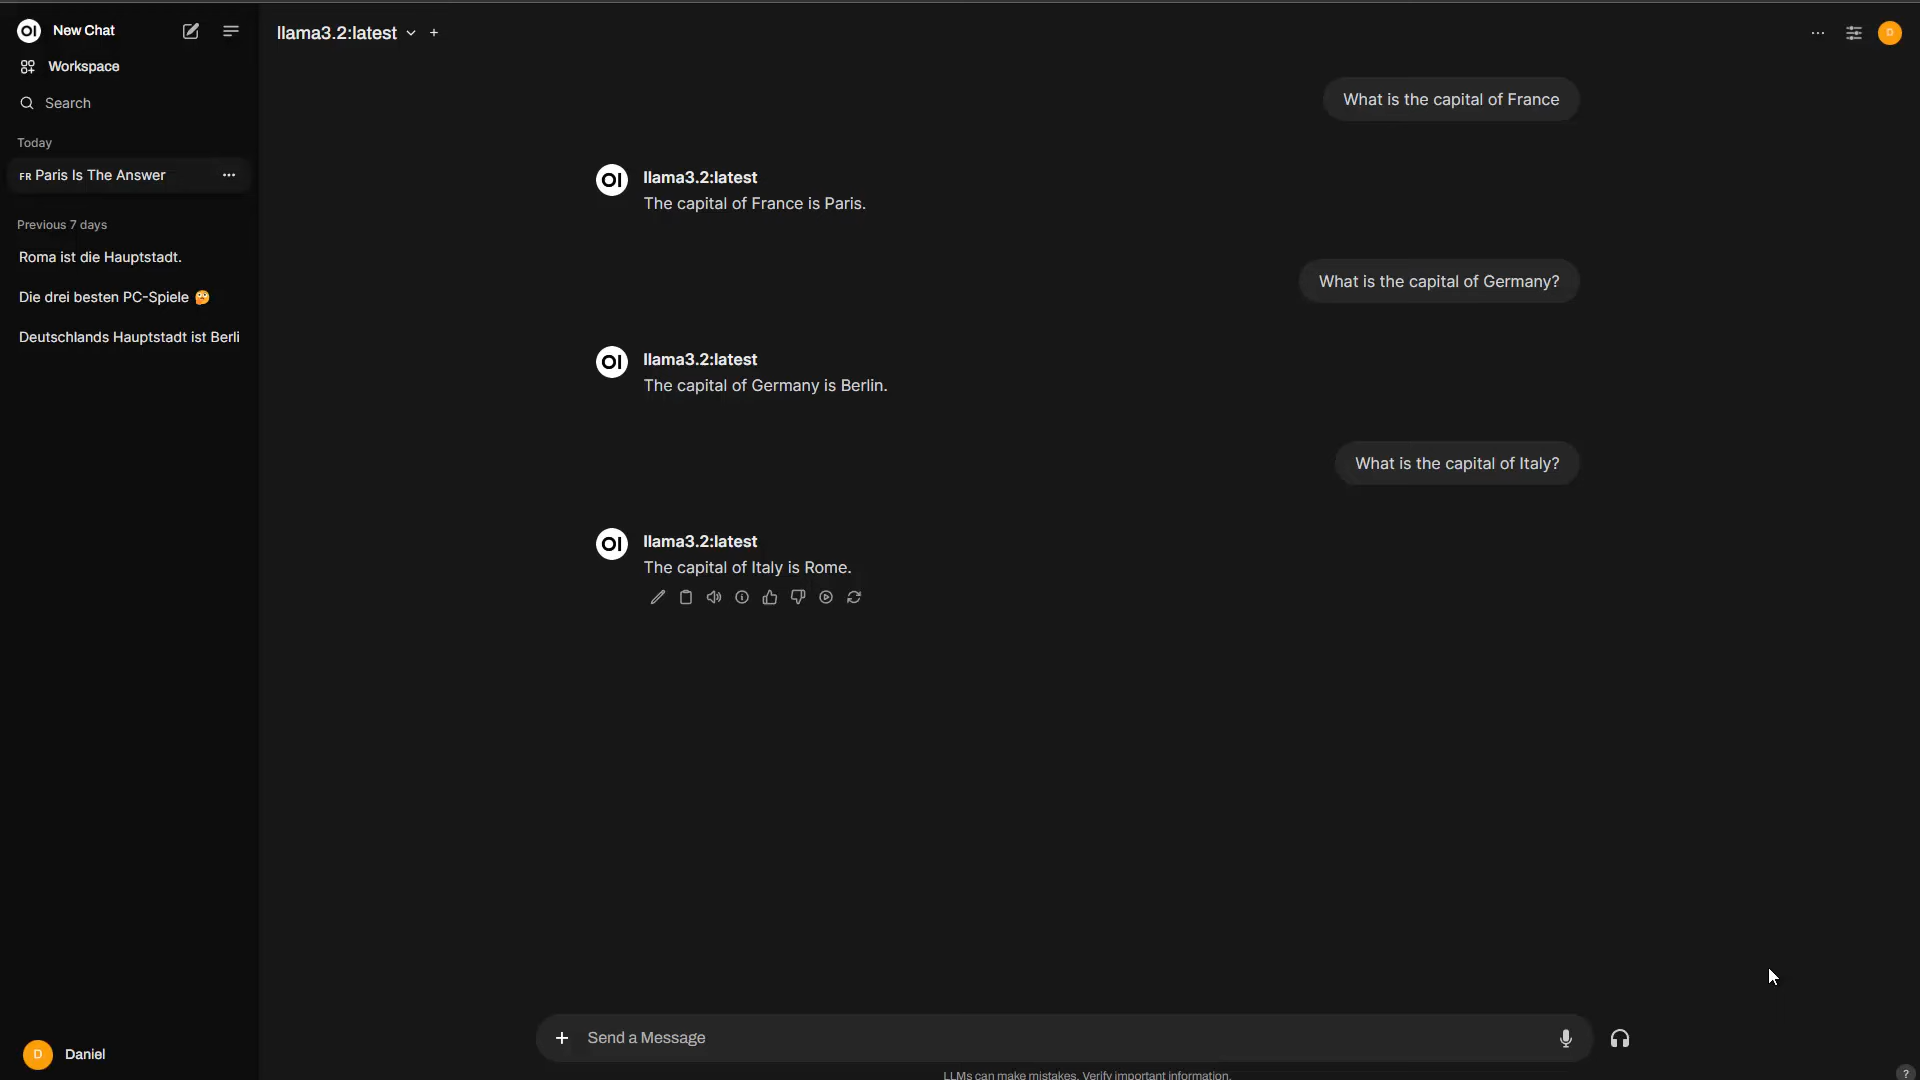 OI New Chat
Workspace
Search
Today
FR Paris Is The Answer
Previous 7 days
Roma ist die Hauptstadt.
Die drei besten PC-Spiele 🤔
Deutschlands Hauptstadt ist Berli
D Daniel
llama3.2:latest
D
What is the capital of France
OI llama3.2:latest
The capital of France is Paris.
What is the capital of Germany?
OI llama3.2:latest
The capital of Germany is Berlin.
What is the capital of Italy?
OI llama3.2:latest
The capital of Italy is Rome.
Send a Message
LLMs can make mistakes. Verify important information.
?